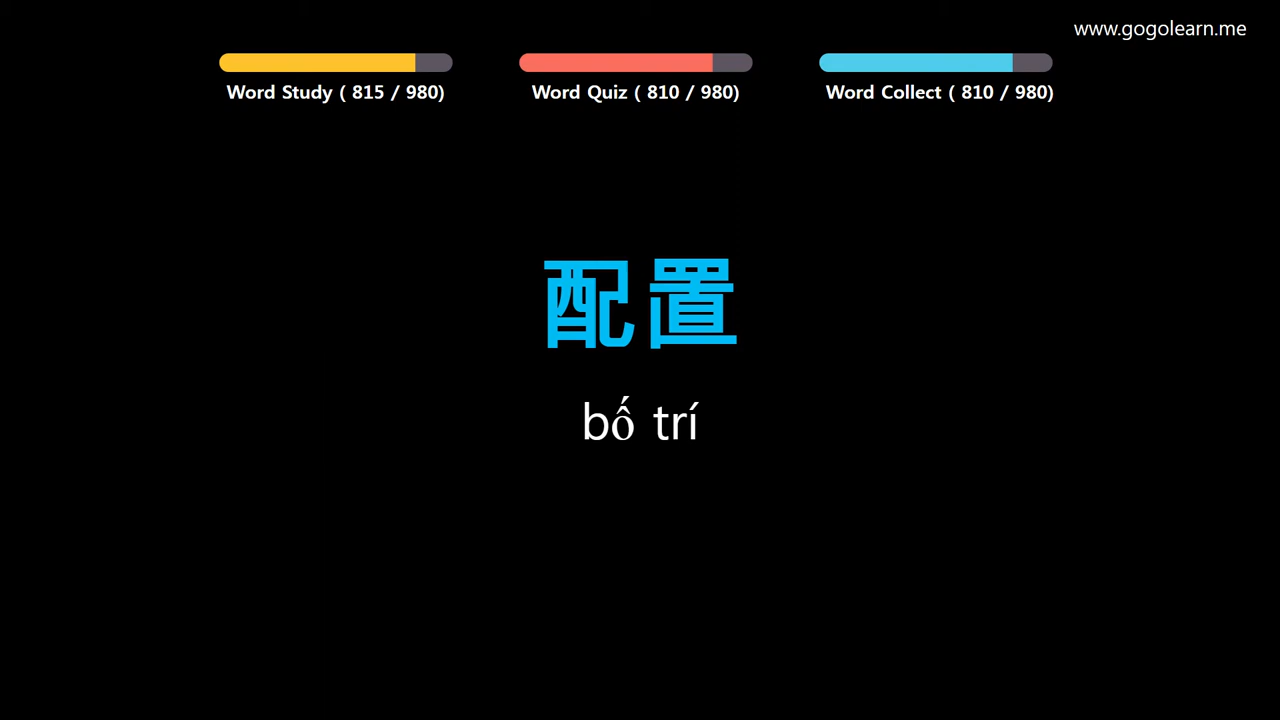 www.gogolearn.me
Word Study ( 815 / 980)
Word Quiz ( 810 / 980)
Word Collect ( 810 / 980)
配置
bố trí